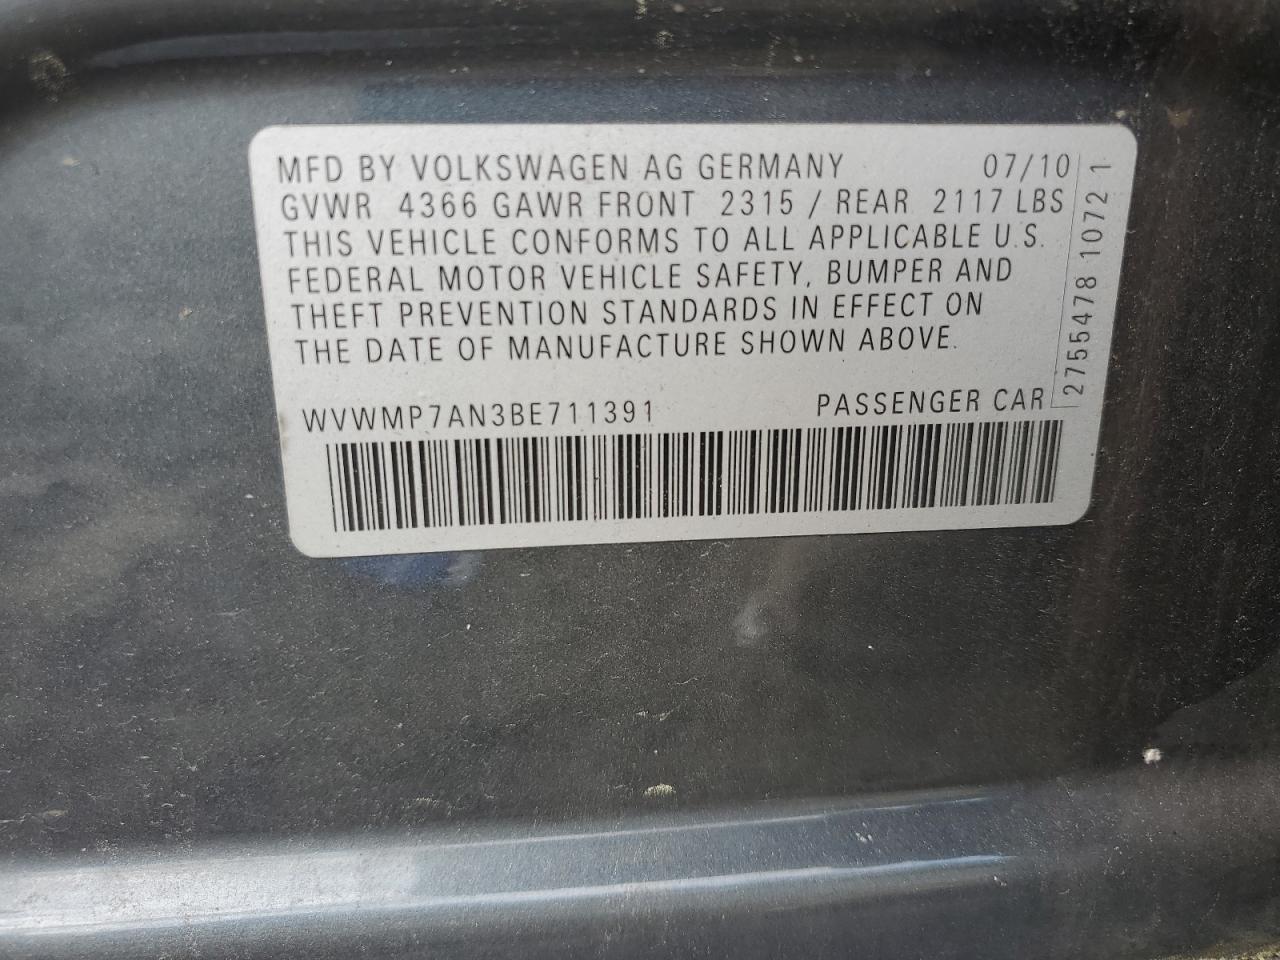 MFD BY VOLKSWAGEN AG GERMANY 07/10
GVWR 4366 GAWR FRONT 2315 / REAR 2117 LBS
THIS VEHICLE CONFORMS TO ALL APPLICABLE U.S.
FEDERAL MOTOR VEHICLE SAFETY, BUMPER AND
THEFT PREVENTION STANDARDS IN EFFECT ON
THE DATE OF MANUFACTURE SHOWN ABOVE.
WVWMP7AN3BE711391 PASSENGER CAR
2755478 10721